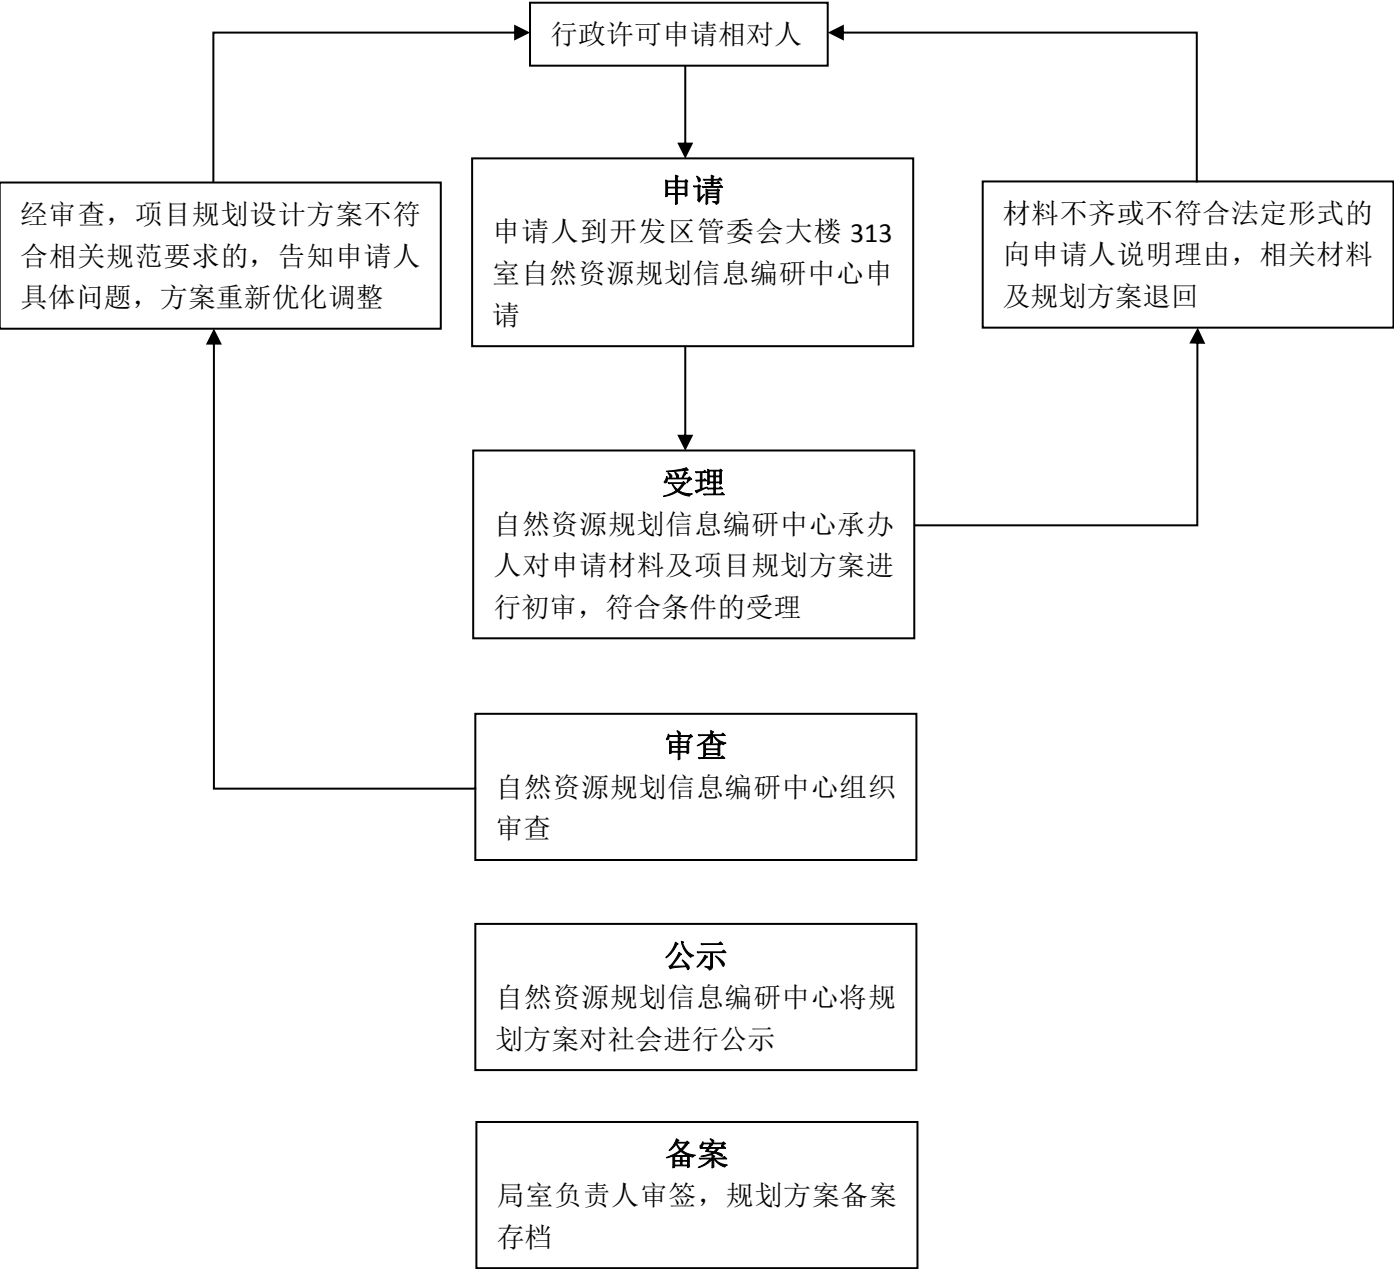 行政许可申请相对人
申请
申请人到开发区管委会大楼 313
室自然资源规划信息编研中心申
请
经审查，项目规划设计方案不符
合相关规范要求的，告知申请人
具体问题，方案重新优化调整
材料不齐或不符合法定形式的
向申请人说明理由，相关材料
及规划方案退回
受理
自然资源规划信息编研中心承办
人对申请材料及项目规划方案进
行初审，符合条件的受理
审查
自然资源规划信息编研中心组织
审查
公示
自然资源规划信息编研中心将规
划方案对社会进行公示
备案
局室负责人审签，规划方案备案
存档